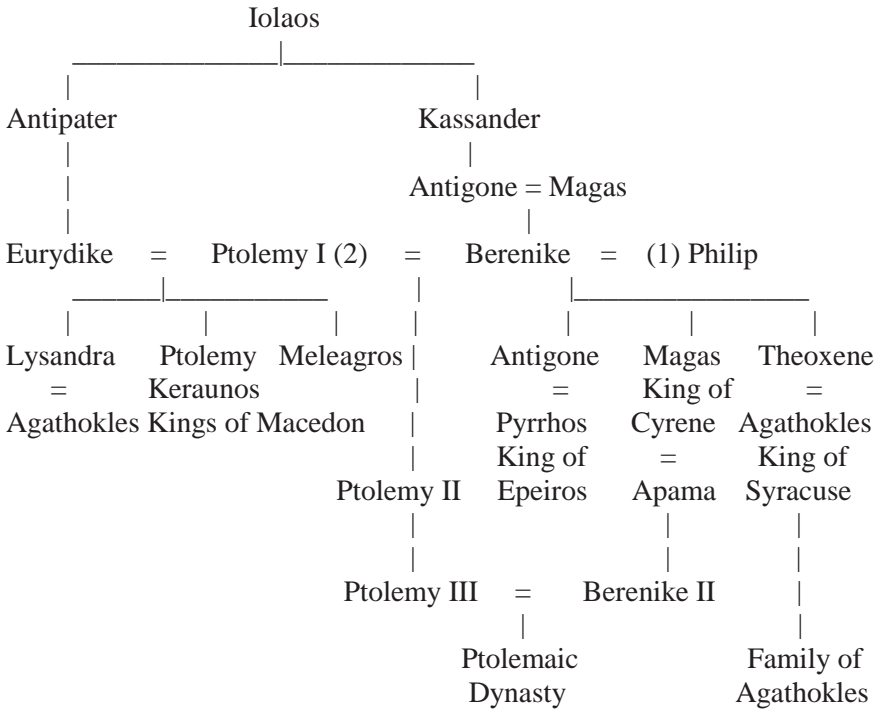 Iolaos
Antipater Kassander
Antigone = Magas
Eurydike = Ptolemy I (2) = Berenike = (1) Philip
Lysandra Ptolemy Meleagros Antigone Magas Theoxene
= Keraunos = King of =
Agathokles Kings of Macedon Pyrrhos Cyrene Agathokles
King of = King of
Ptolemy II Epeiros Apama Syracuse
Ptolemy III = Berenike II
Ptolemaic Family of
Dynasty Agathokles